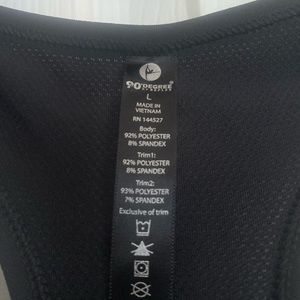 90°DEGREE
L
MADE IN
VIETNAM
RN 144527
Body:
92% POLYESTER
8% SPANDEX
Trim1:
92% POLYESTER
8% SPANDEX
Trim2:
93% POLYESTER
7% SPANDEX
Exclusive of trim